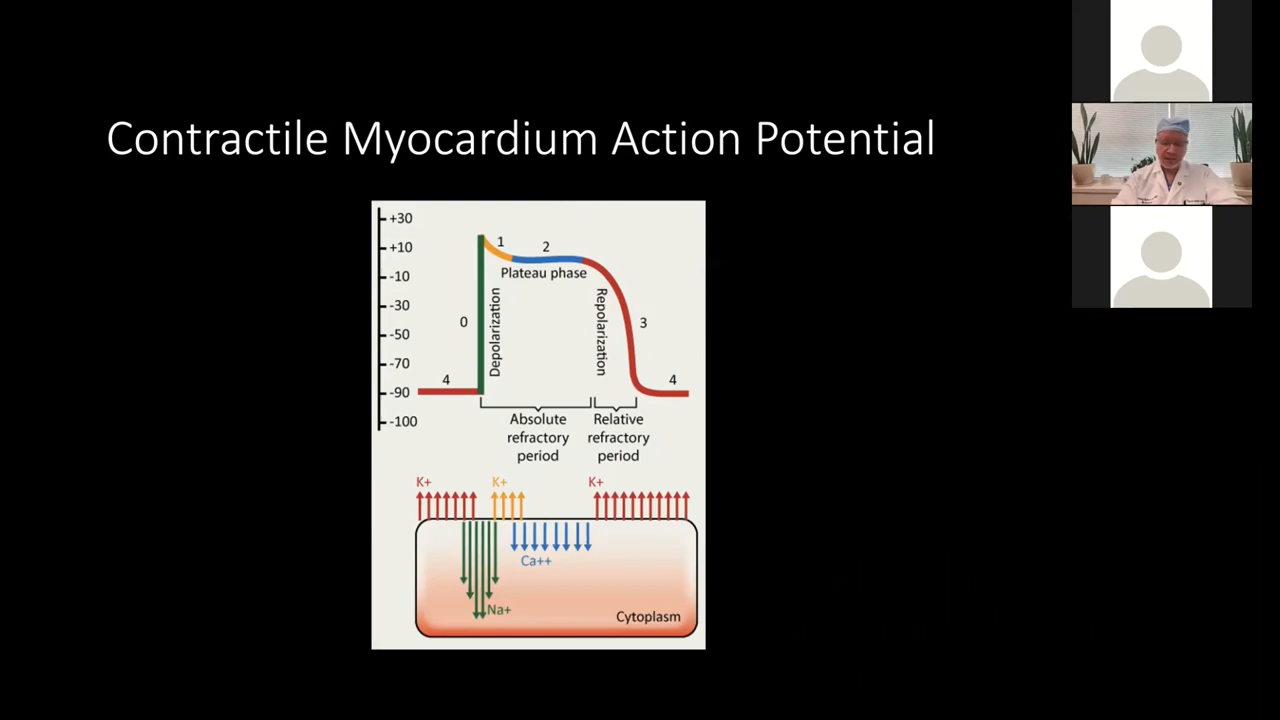 Contractile Myocardium Action Potential
+30
+10
-10
-30
-50
-70
-90
-100
4
0
Depolarization
1
2
Plateau phase
Repolarization
3
4
Absolute
refractory
period
Relative
refractory
period
K+
K+
K+
Ca++
Na+
Cytoplasm